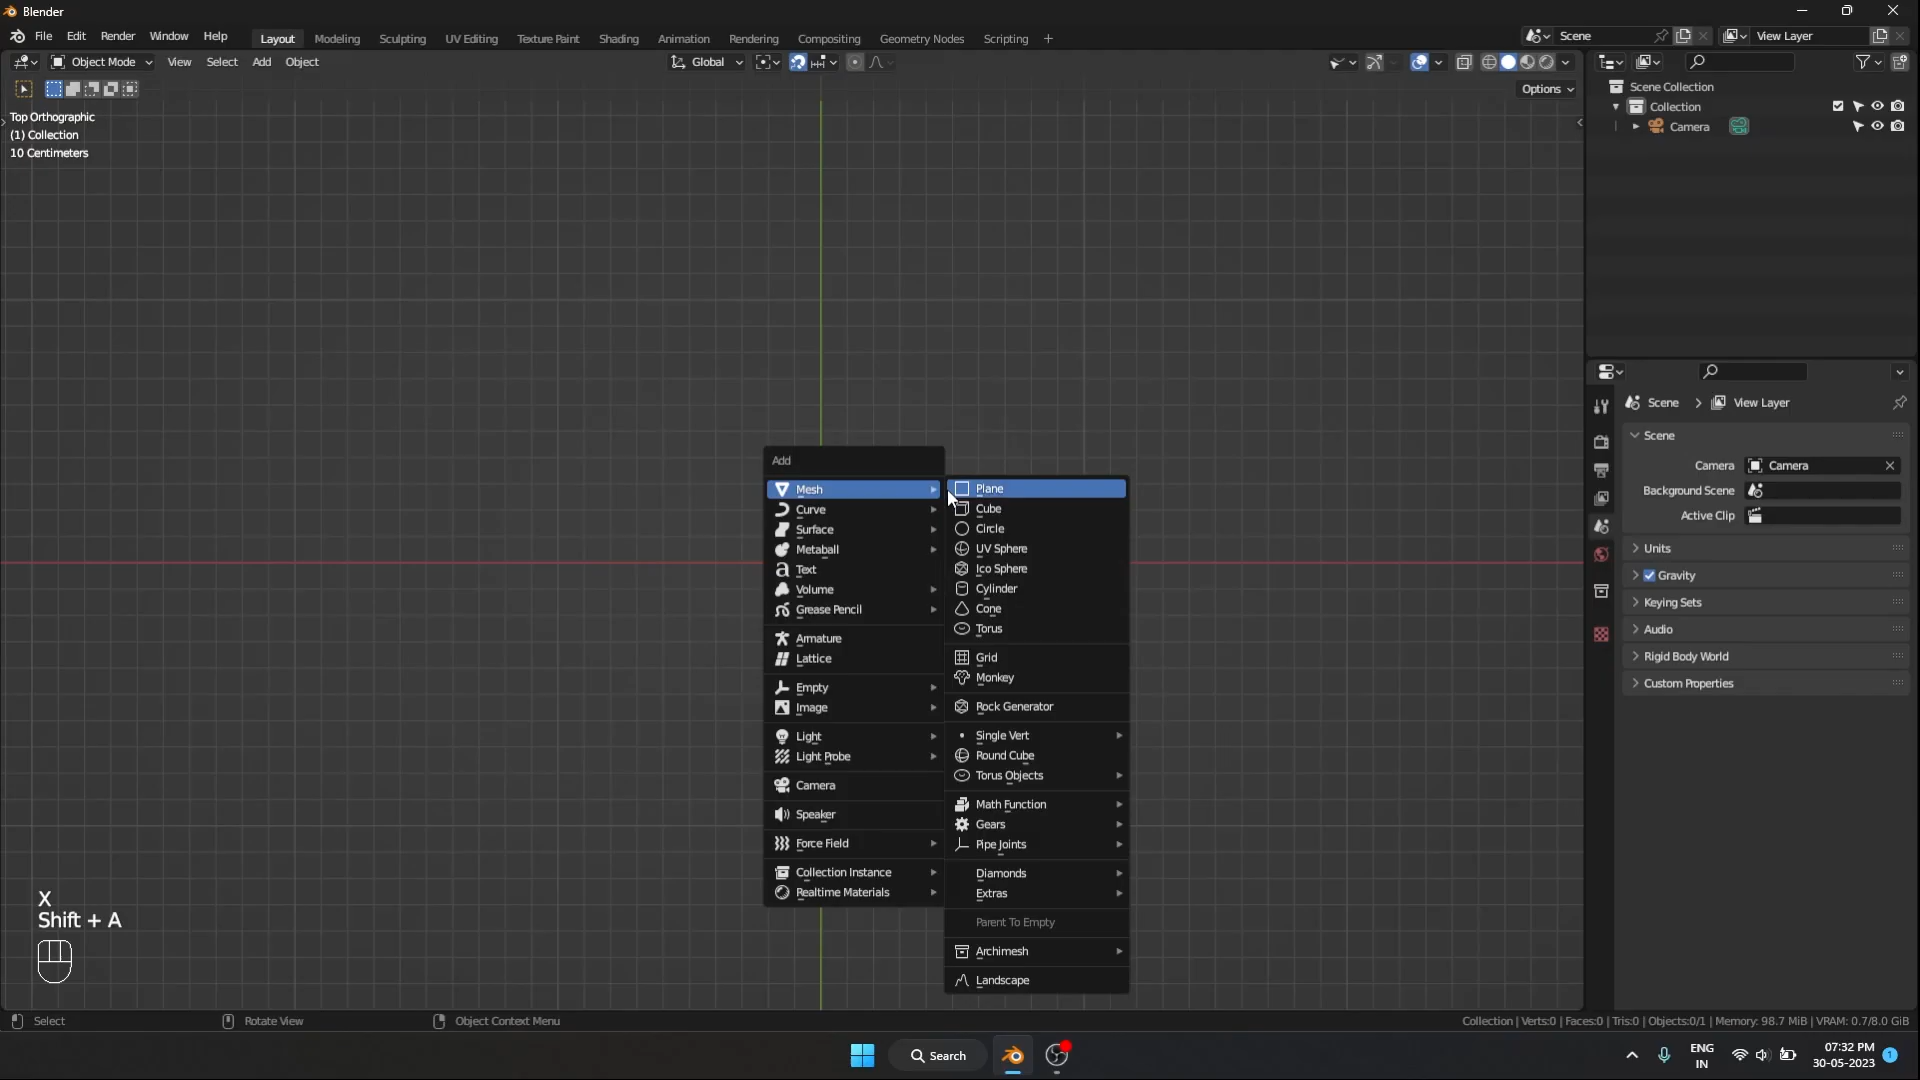 Blender
File Edit Render Window Help Layout Modeling Sculpting UV Editing Texture Paint Shading Animation Rendering Compositing Geometry Nodes Scripting + Scene View Layer
Object Mode View Select Add Object Global
Options
Top Orthographic
(1) Collection
10 Centimeters
Scene Collection
Collection
Camera
Scene > View Layer
Scene
Camera Camera
Background Scene
Active Clip
Units
Gravity
Keying Sets
Audio
Rigid Body World
Custom Properties
Add
Mesh
Curve
Surface
Metaball
Text
Volume
Grease Pencil
Armature
Lattice
Empty
Image
Light
Light Probe
Camera
Speaker
Force Field
Collection Instance
Realtime Materials
Plane
Cube
Circle
UV Sphere
Ico Sphere
Cylinder
Cone
Torus
Grid
Monkey
Rock Generator
Single Vert
Round Cube
Torus Objects
Math Function
Gears
Pipe Joints
Diamonds
Extras
Parent To Empty
Archimesh
Landscape
X
Shift + A
Select Rotate View Object Context Menu Collection | Verts:0 | Faces:0 | Tris:0 | Objects:0/1 | Memory: 98.7 MiB | VRAM: 0.7/8.0 GiB
Search
ENG
IN
07:32 PM
30-05-2023
1